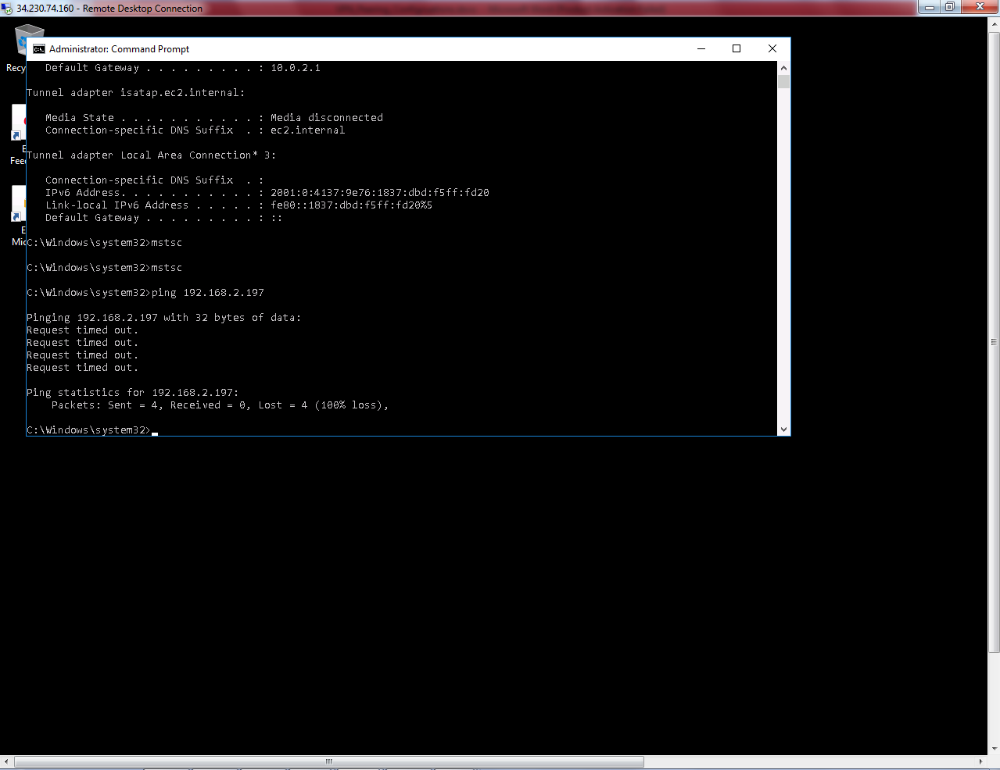 34.230.74.160 - Remote Desktop Connection
Administrator: Command Prompt
Default Gateway . . . . . . . . . : 10.0.2.1
Tunnel adapter isatap.ec2.internal:
Media State . . . . . . . . . . . : Media disconnected
Connection-specific DNS Suffix  . : ec2.internal
Tunnel adapter Local Area Connection* 3:
Connection-specific DNS Suffix  . :
IPv6 Address. . . . . . . . . . . : 2001:0:4137:9e76:1837:dbd:f5ff:fd20
Link-local IPv6 Address . . . . . : fe80::1837:dbd:f5ff:fd20%5
Default Gateway . . . . . . . . . : ::
C:\Windows\system32>mstsc
C:\Windows\system32>mstsc
C:\Windows\system32>ping 192.168.2.197
Pinging 192.168.2.197 with 32 bytes of data:
Request timed out.
Request timed out.
Request timed out.
Request timed out.
Ping statistics for 192.168.2.197:
Packets: Sent = 4, Received = 0, Lost = 4 (100% loss),
C:\Windows\system32>
Recy
E
Feed
E
Mic